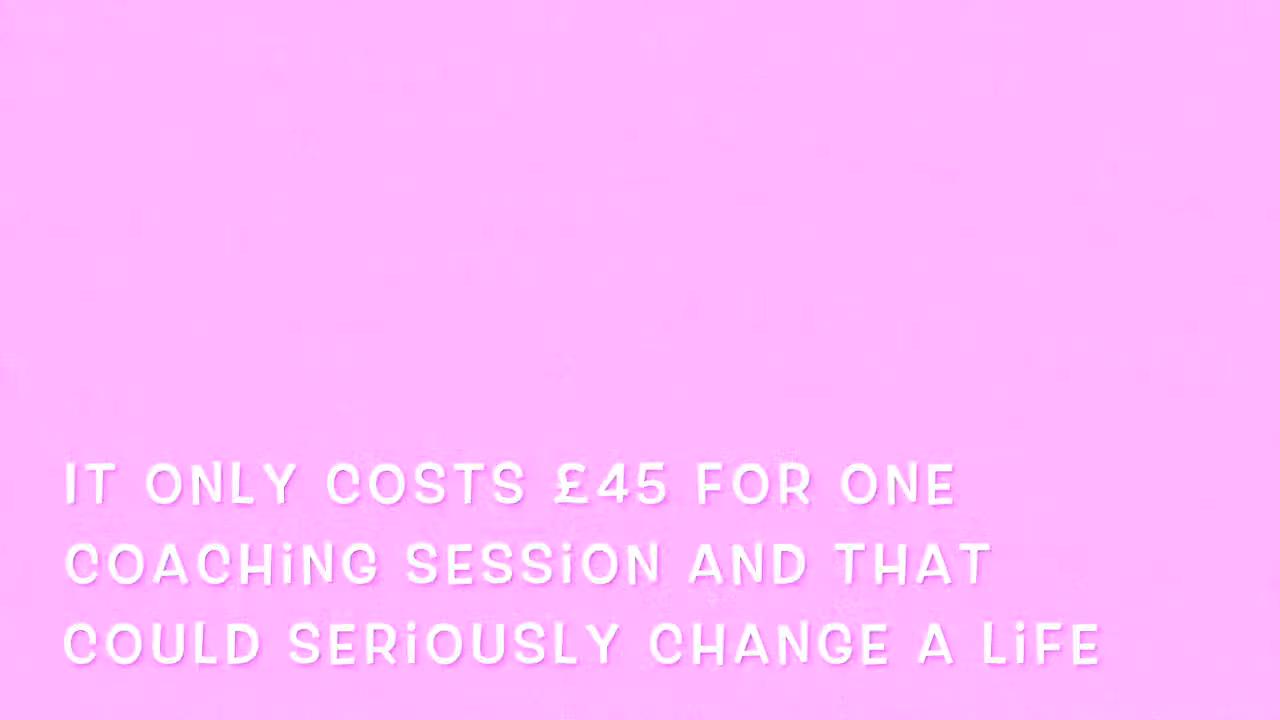 IT ONLY COSTS £45 FOR ONE
COACHiNG SESSiON AND THAT
COULD SERiOUSLY CHANGE A LiFE